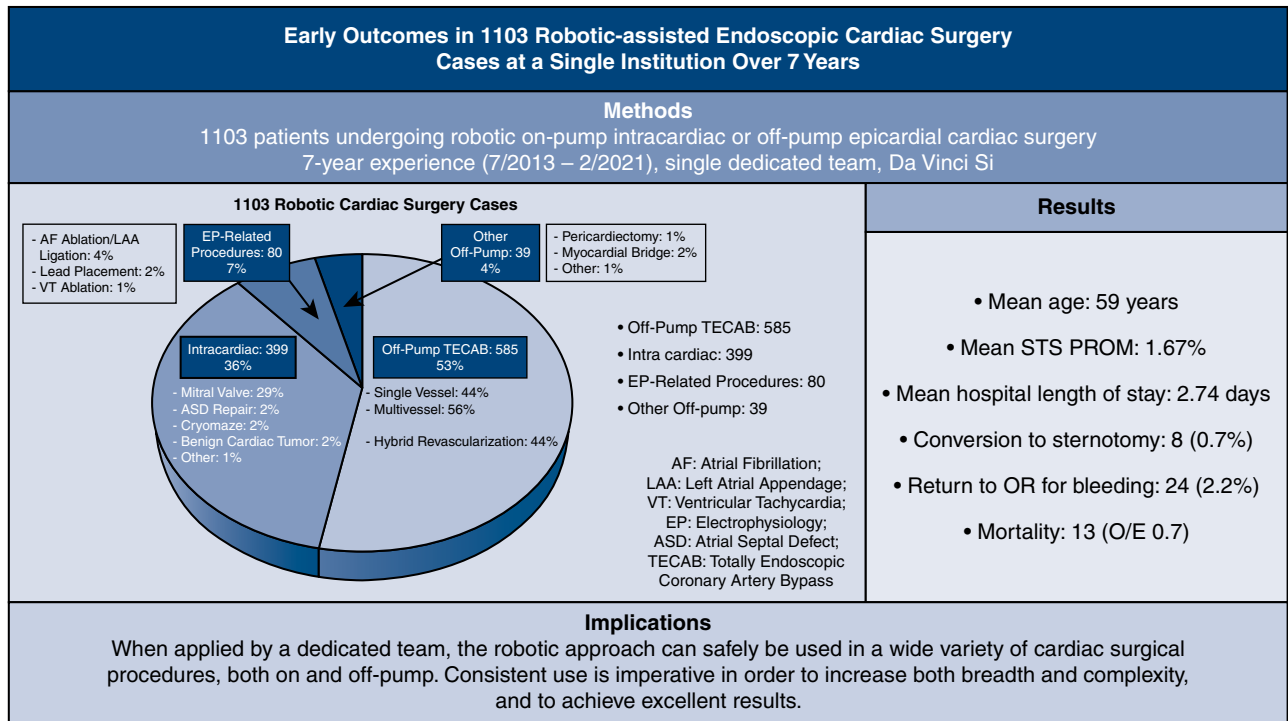 Early Outcomes in 1103 Robotic-assisted Endoscopic Cardiac Surgery
Cases at a Single Institution Over 7 Years
Methods
1103 patients undergoing robotic on-pump intracardiac or off-pump epicardial cardiac surgery
7-year experience (7/2013 – 2/2021), single dedicated team, Da Vinci Si
1103 Robotic Cardiac Surgery Cases
- AF Ablation/LAA
Ligation: 4%
- Lead Placement: 2%
- VT Ablation: 1%
EP-Related
Procedures: 80
7%
Other
Off-Pump: 39
4%
- Pericardiectomy: 1%
- Myocardial Bridge: 2%
- Other: 1%
Intracardiac: 399
36%
- Mitral Valve: 29%
- ASD Repair: 2%
- Cryomaze: 2%
- Benign Cardiac Tumor: 2%
- Other: 1%
Off-Pump TECAB: 585
53%
- Single Vessel: 44%
- Multivessel: 56%
- Hybrid Revascularization: 44%
• Off-Pump TECAB: 585
• Intra cardiac: 399
• EP-Related Procedures: 80
• Other Off-pump: 39
AF: Atrial Fibrillation;
LAA: Left Atrial Appendage;
VT: Ventricular Tachycardia;
EP: Electrophysiology;
ASD: Atrial Septal Defect;
TECAB: Totally Endoscopic
Coronary Artery Bypass
Results
• Mean age: 59 years
• Mean STS PROM: 1.67%
• Mean hospital length of stay: 2.74 days
• Conversion to sternotomy: 8 (0.7%)
• Return to OR for bleeding: 24 (2.2%)
• Mortality: 13 (O/E 0.7)
Implications
When applied by a dedicated team, the robotic approach can safely be used in a wide variety of cardiac surgical
procedures, both on and off-pump. Consistent use is imperative in order to increase both breadth and complexity,
and to achieve excellent results.